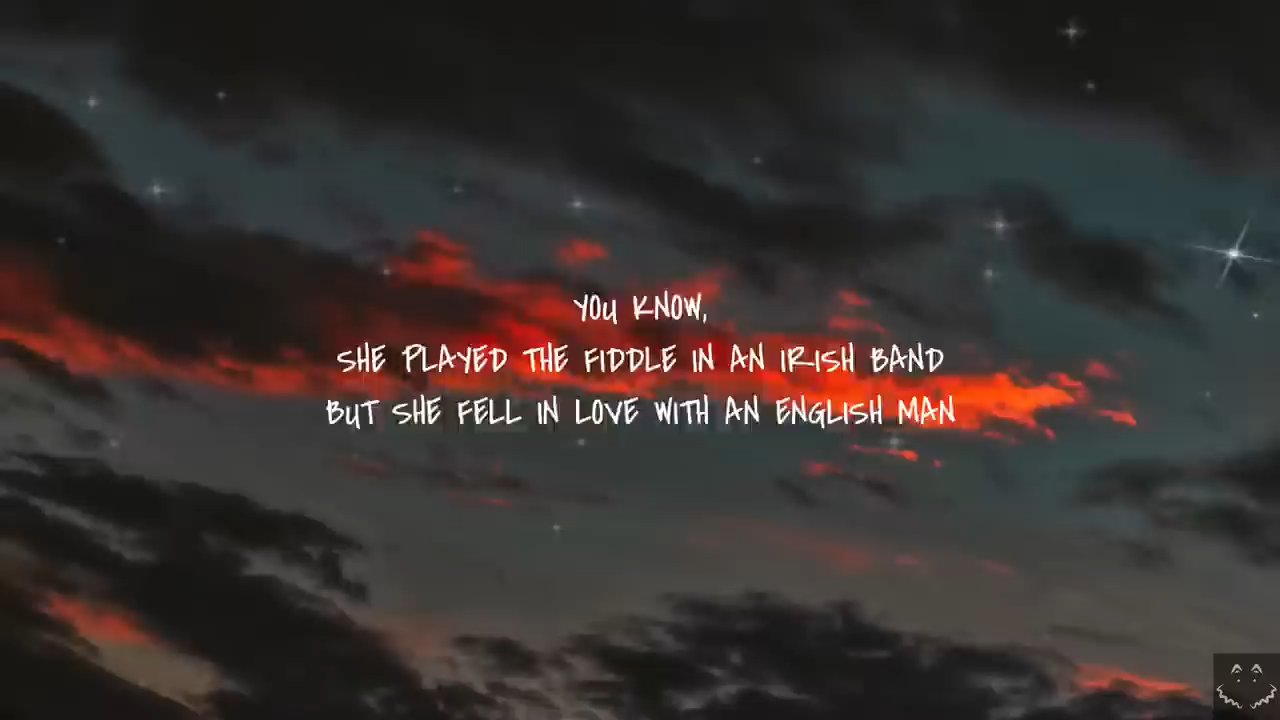 YOU KNOW,
SHE PLAYED THE FIDDLE IN AN IRISH BAND
BUT SHE FELL IN LOVE WITH AN ENGLISH MAN